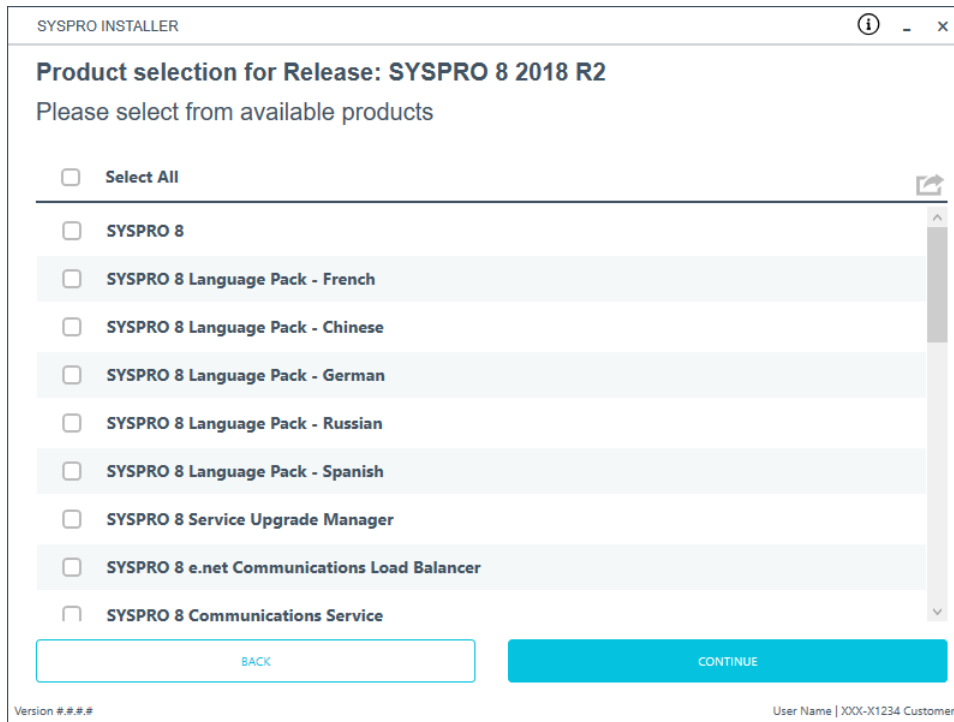 SYSPRO INSTALLER
Product selection for Release: SYSPRO 8 2018 R2
Please select from available products
Select All
SYSPRO 8
SYSPRO 8 Language Pack - French
SYSPRO 8 Language Pack - Chinese
SYSPRO 8 Language Pack - German
SYSPRO 8 Language Pack - Russian
SYSPRO 8 Language Pack - Spanish
SYSPRO 8 Service Upgrade Manager
SYSPRO 8 e.net Communications Load Balancer
SYSPRO 8 Communications Service
BACK CONTINUE
Version #.#.#.# User Name | XXX-X1234 Customer